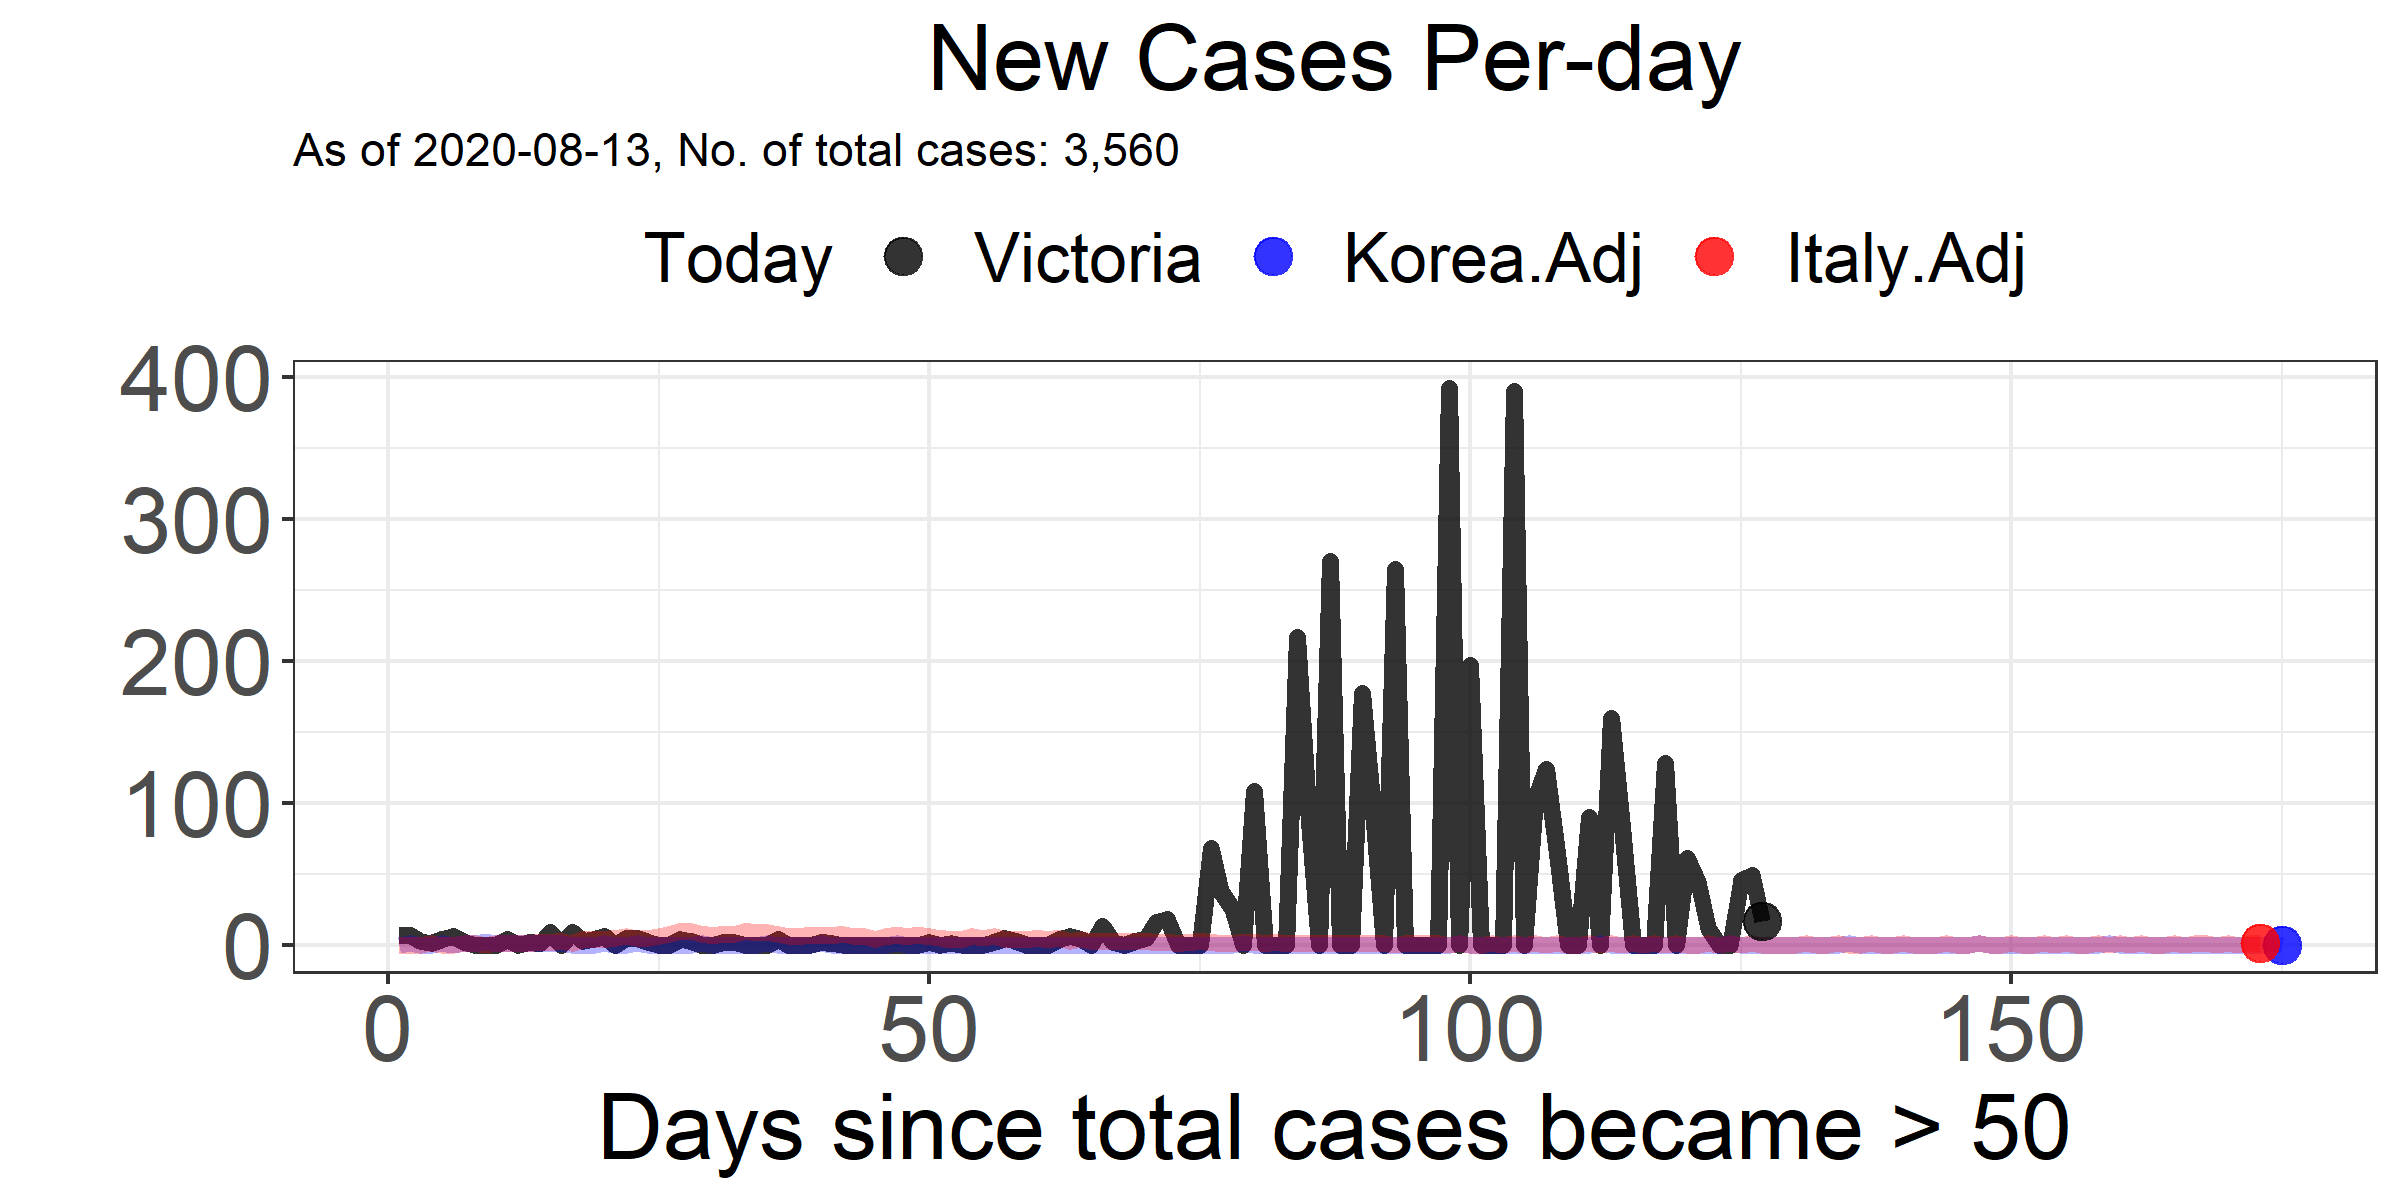 New Cases Per-day
As of 2020-08-13, No. of total cases: 3,560
Today Victoria Korea.Adj Italy.Adj
400
300
200
100
0
0 50 100 150
Days since total cases became > 50